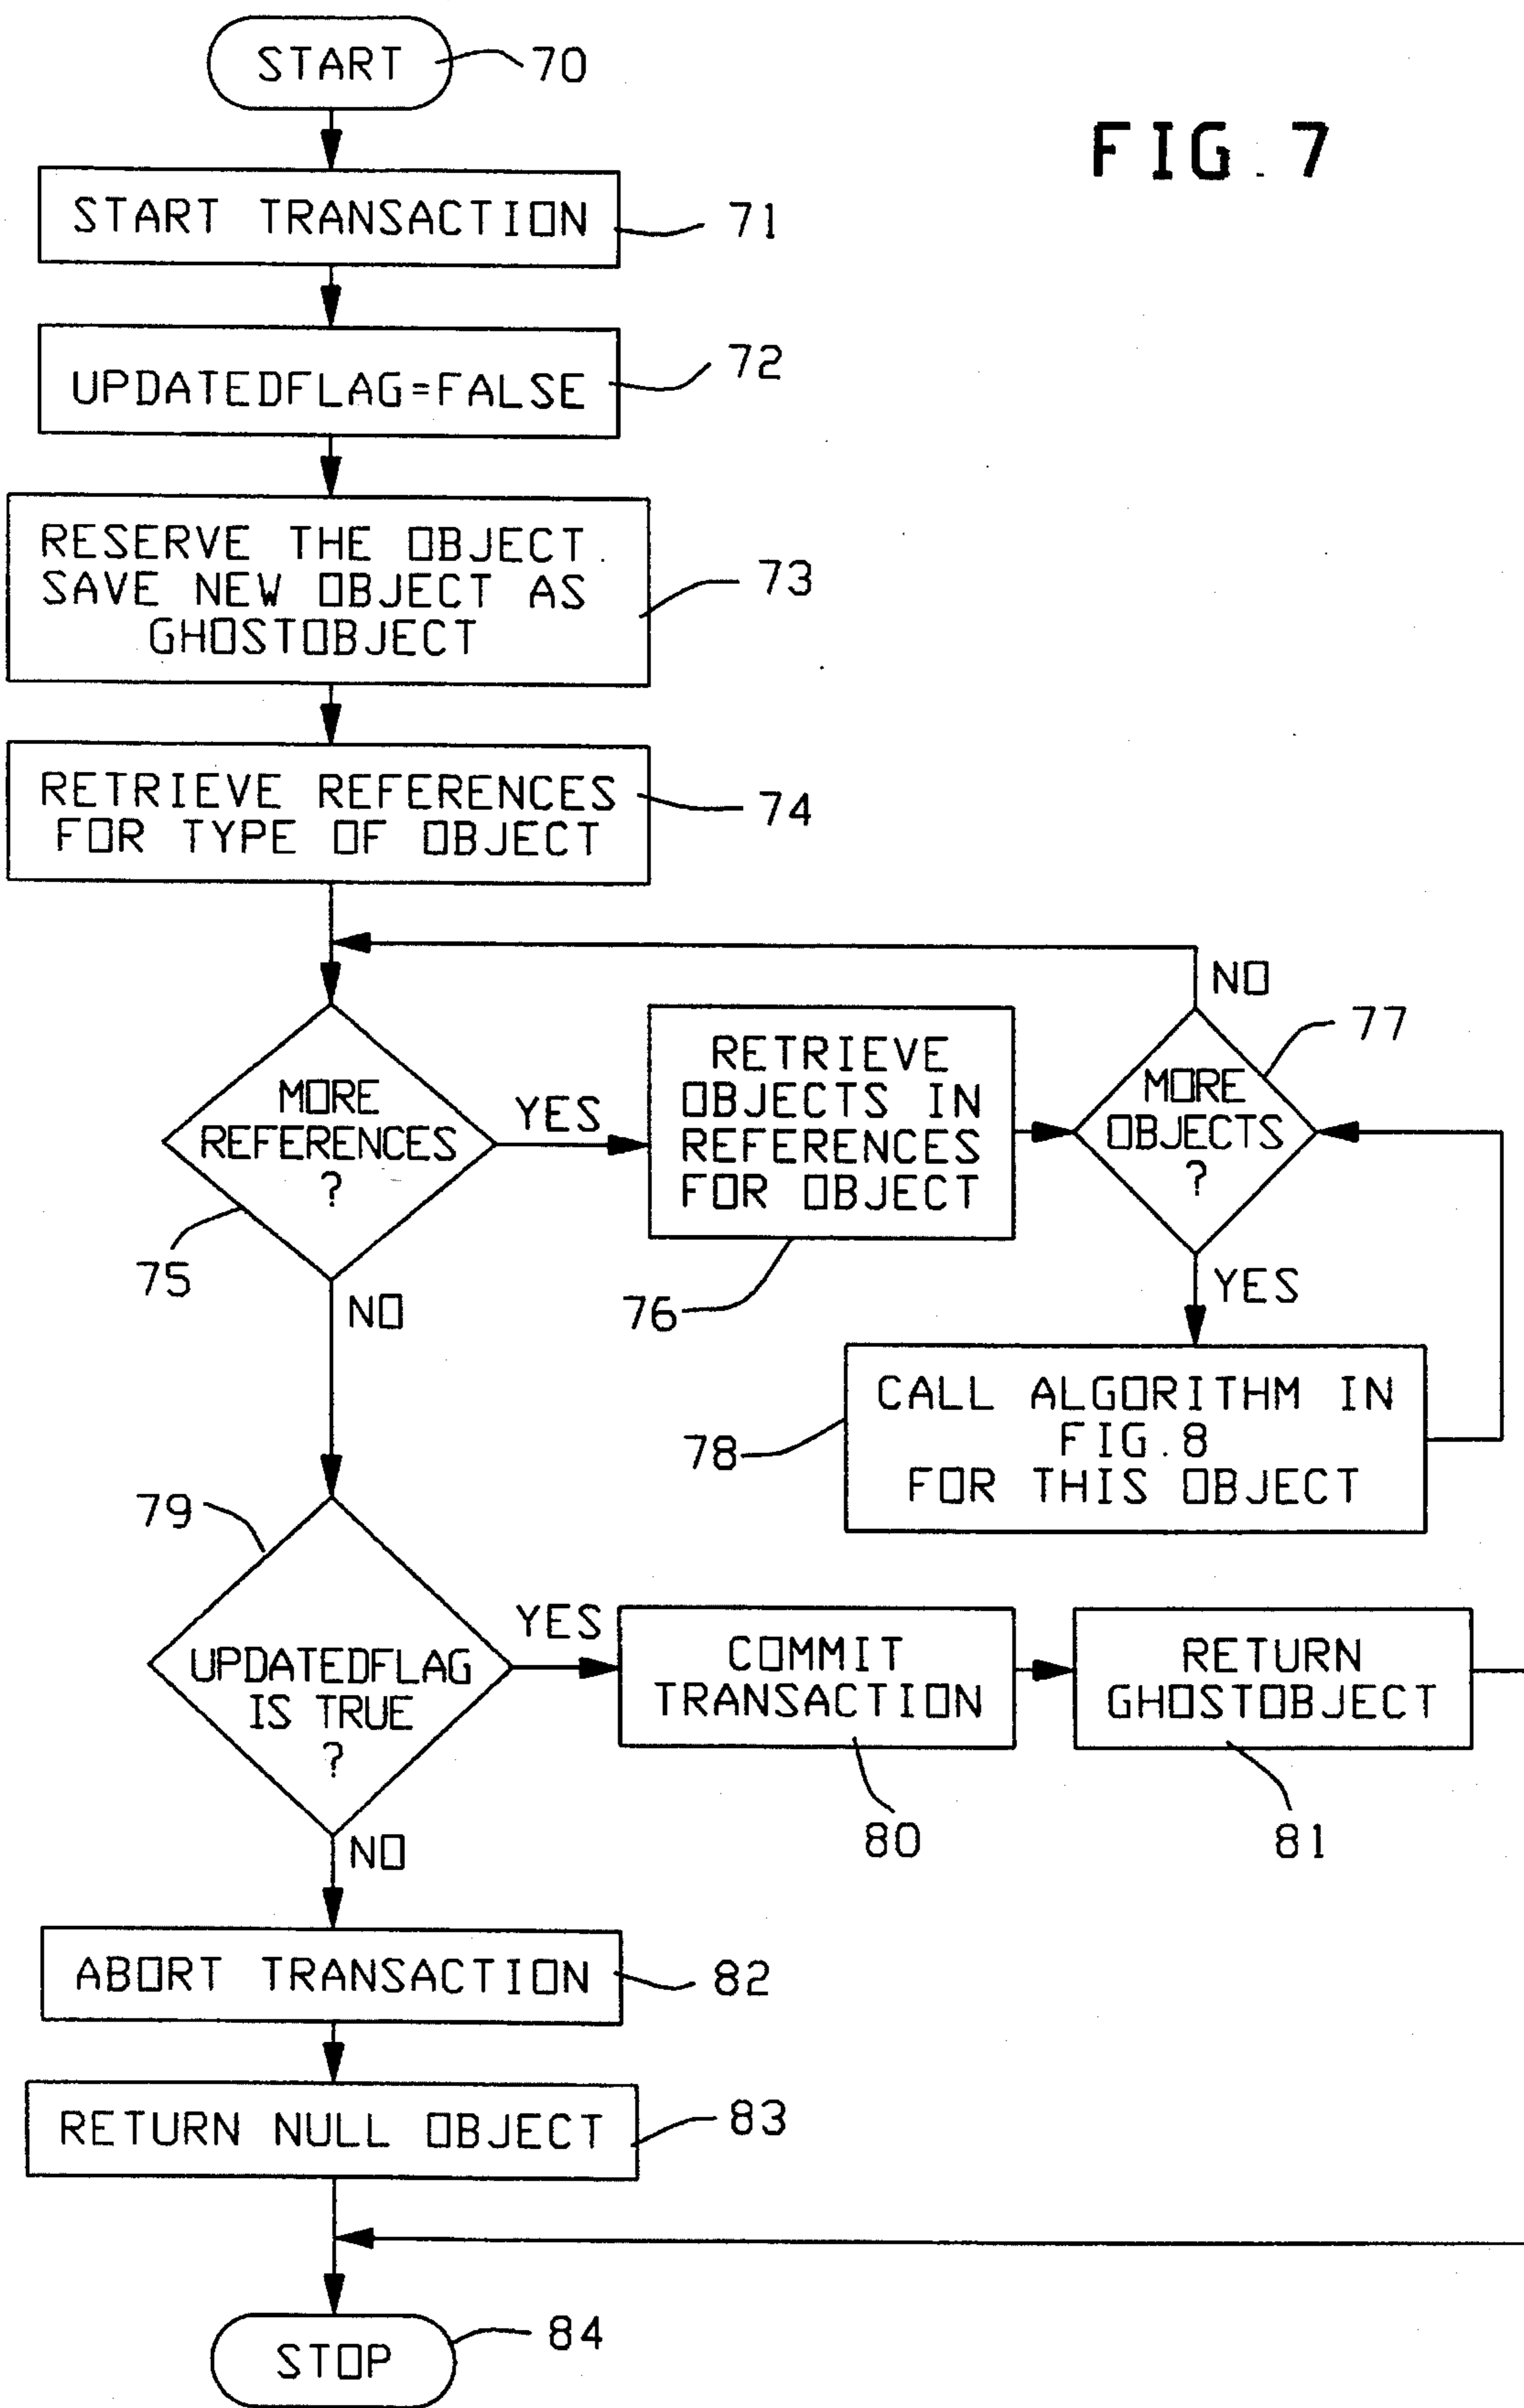 START
70
FIG. 7
START TRANSACTION
71
UPDATEDFLAG=FALSE
72
RESERVE THE OBJECT.
SAVE NEW OBJECT AS
GHOSTOBJECT
73
RETRIEVE REFERENCES
FOR TYPE OF OBJECT
74
MORE
REFERENCES
?
75
YES
NO
RETRIEVE
OBJECTS IN
REFERENCES
FOR OBJECT
76
MORE
OBJECTS
?
77
NO
YES
CALL ALGORITHM IN
FIG.8
FOR THIS OBJECT
78
79
UPDATEDFLAG
IS TRUE
?
YES
NO
COMMIT
TRANSACTION
80
RETURN
GHOSTOBJECT
81
ABORT TRANSACTION
82
RETURN NULL OBJECT
83
STOP
84